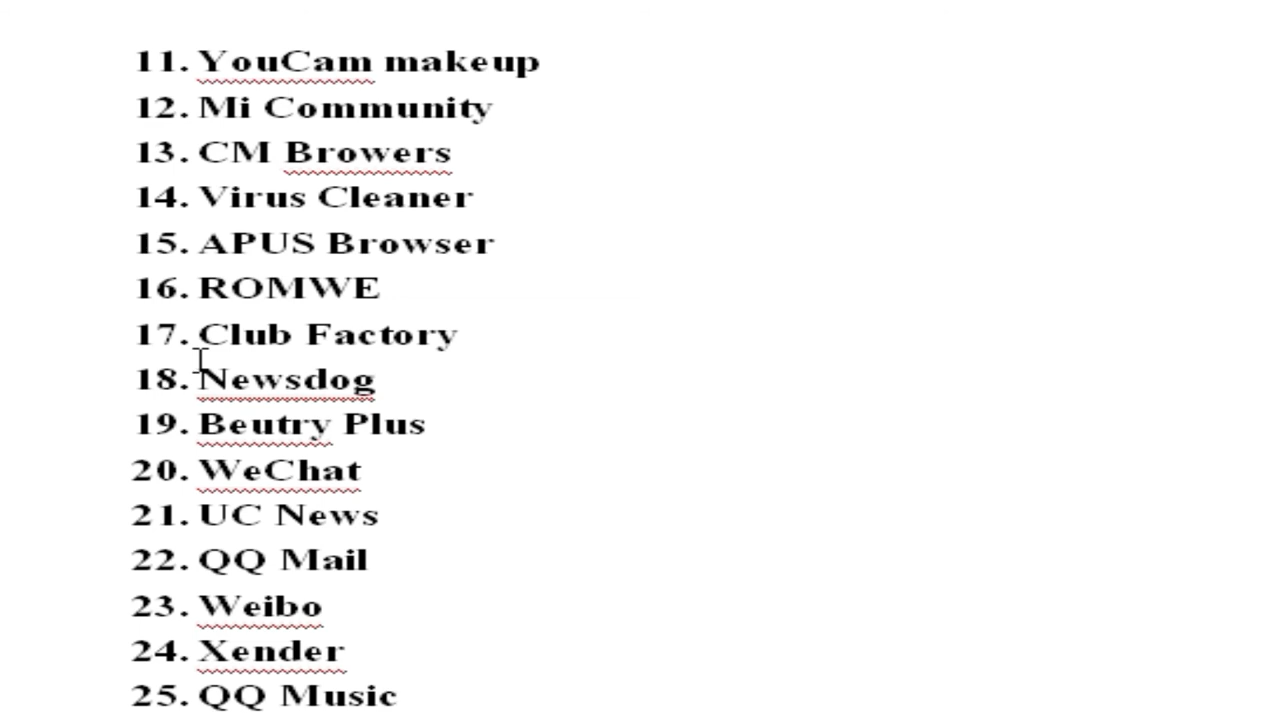 11. YouCam makeup
12. Mi Community
13. CM Browers
14. Virus Cleaner
15. APUS Browser
16. ROMWE
17. Club Factory
18. Newsdog
19. Beutry Plus
20. WeChat
21. UC News
22. QQ Mail
23. Weibo
24. Xender
25. QQ Music